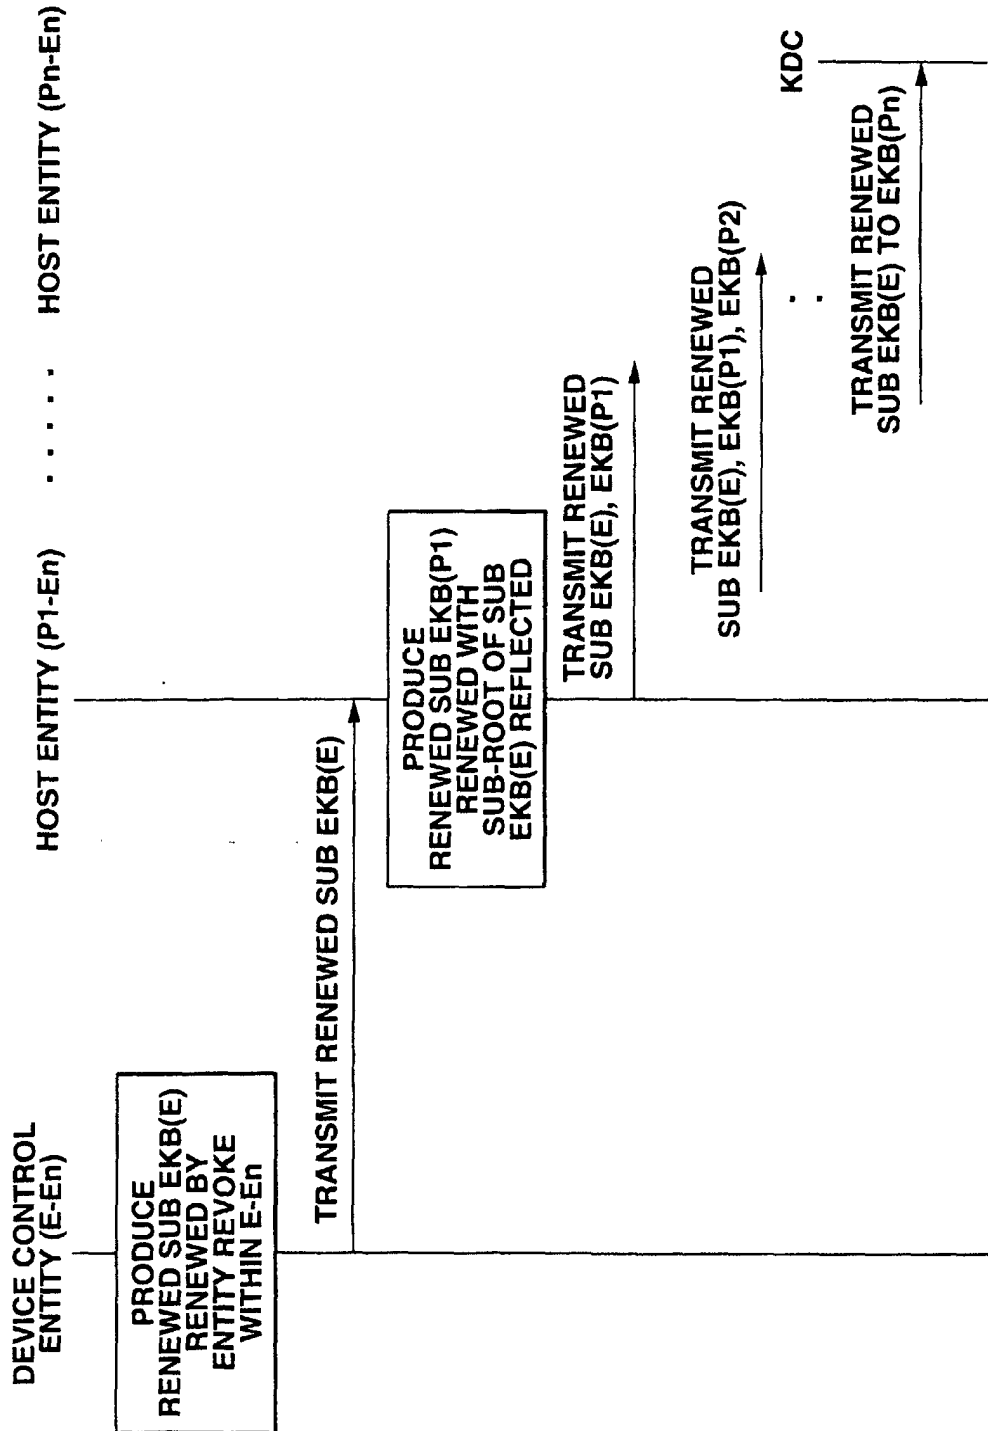 DEVICE CONTROL
ENTITY (E-En)
HOST ENTITY (P1-En)
. . . . .
HOST ENTITY (Pn-En)
PRODUCE
RENEWED SUB EKB(E)
RENEWED BY
ENTITY REVOKE
WITHIN E-En
TRANSMIT RENEWED SUB EKB(E)
PRODUCE
RENEWED SUB EKB(P1)
RENEWED WITH
SUB-ROOT OF SUB
EKB(E) REFLECTED
TRANSMIT RENEWED
SUB EKB(E), EKB(P1)
TRANSMIT RENEWED
SUB EKB(E), EKB(P1), EKB(P2)
. .
KDC
TRANSMIT RENEWED
SUB EKB(E) TO EKB(Pn)